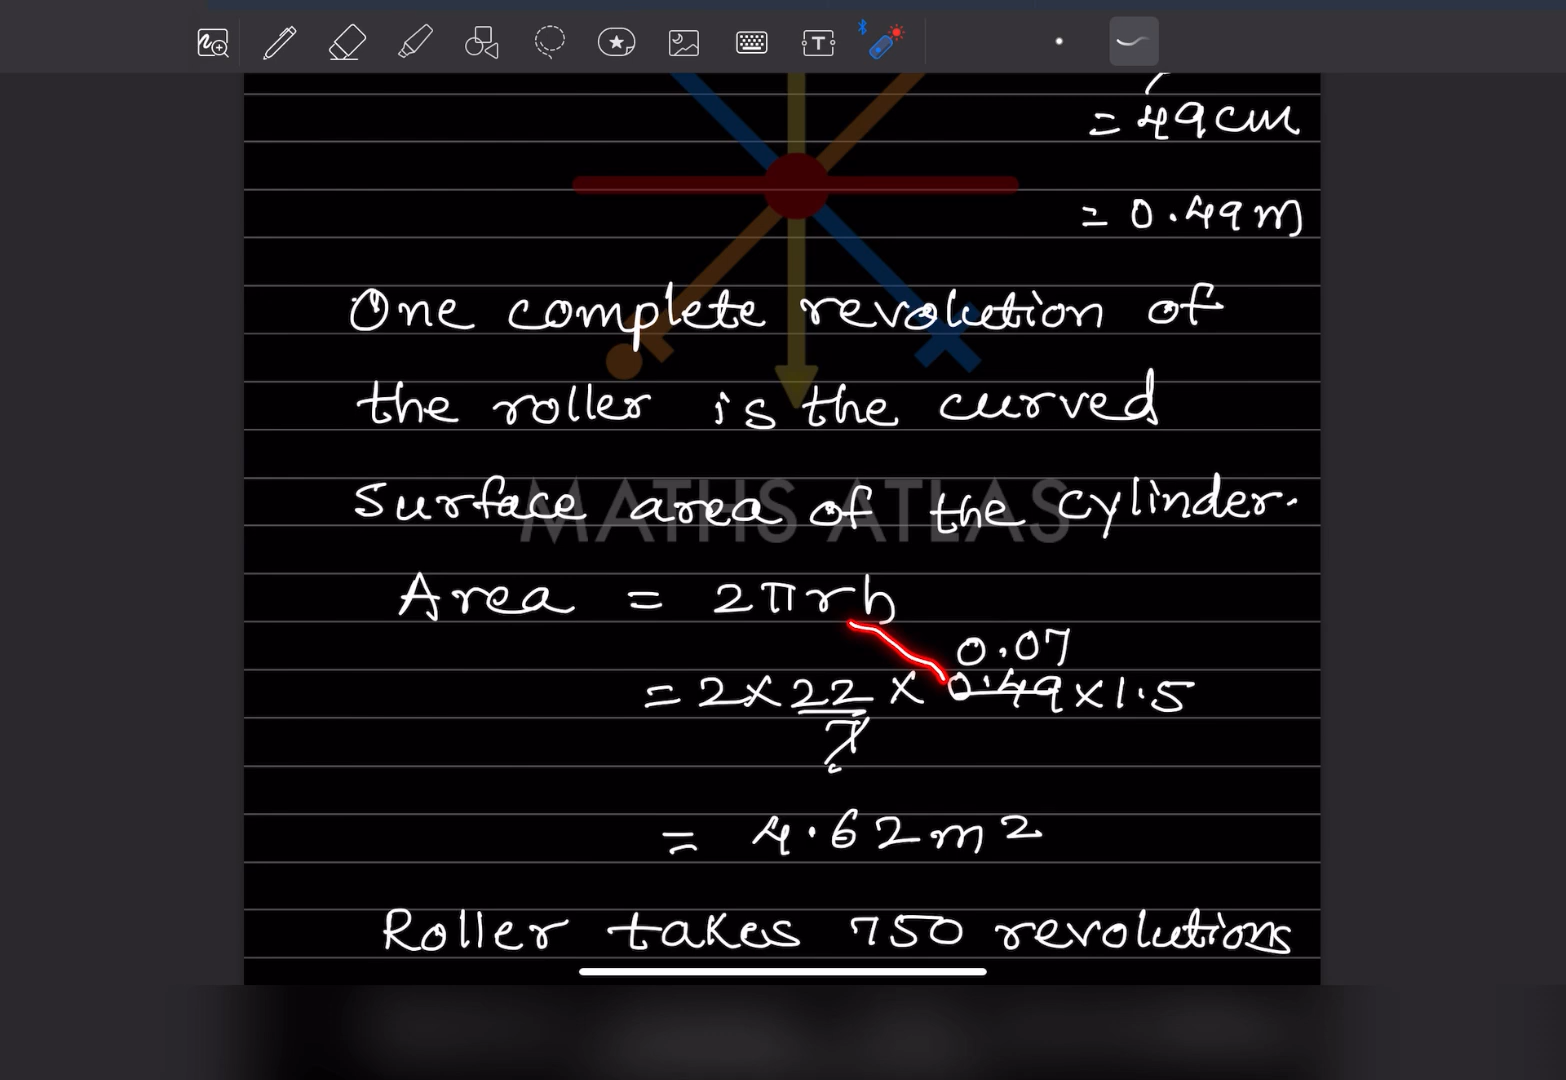 = 49cm
= 0.49m
One complete revolution of
the roller is the curved
surface area of the cylinder.
MATHS ATLAS
Area = 2πrh
0.07
= 2 × 22/7 × 0.49 × 1.5
= 4.62m²
Roller takes 750 revolutions